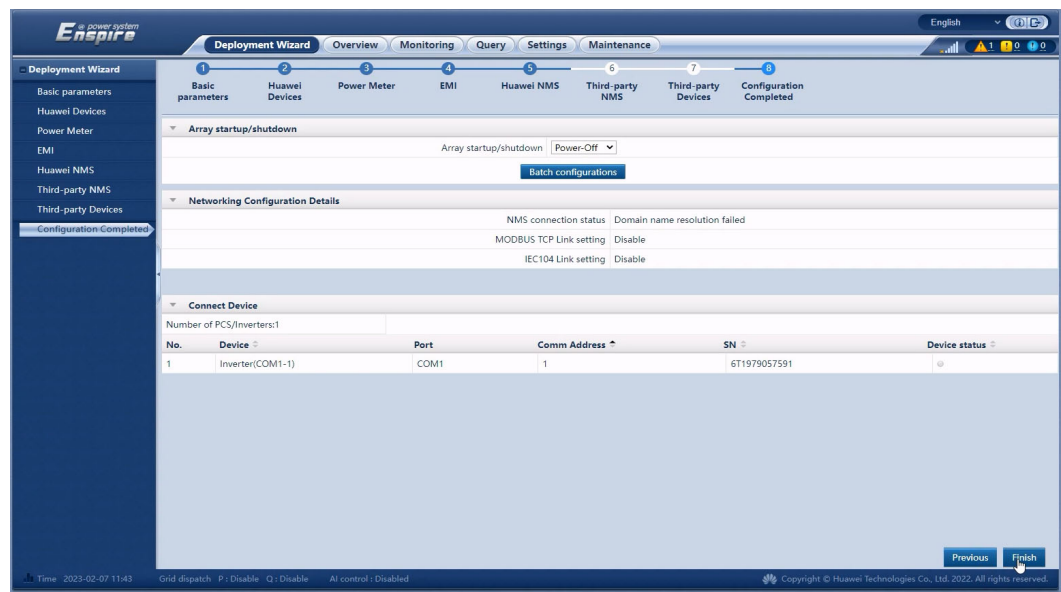 English
@ power system
Enspire
Deployment Wizard Overview Monitoring Query Settings Maintenance
1 0 0
Deployment Wizard
Basic parameters
Huawei Devices
Power Meter
EMI
Huawei NMS
Third-party NMS
Third-party Devices
Configuration Completed
1 2 3 4 5 6 7 8
Basic parameters
Huawei Devices
Power Meter
EMI
Huawei NMS
Third-party NMS
Third-party Devices
Configuration Completed
Array startup/shutdown
Array startup/shutdown Power-Off
Batch configurations
Networking Configuration Details
NMS connection status Domain name resolution failed
MODBUS TCP Link setting Disable
IEC104 Link setting Disable
Connect Device
Number of PCS/Inverters:1
No. Device Port Comm Address SN Device status
1 Inverter(COM1-1) COM1 1 6T1979057591
Previous Finish
Time 2023-02-07 11:43 Grid dispatch P : Disable Q : Disable AI control : Disabled Copyright © Huawei Technologies Co., Ltd. 2022. All rights reserved.